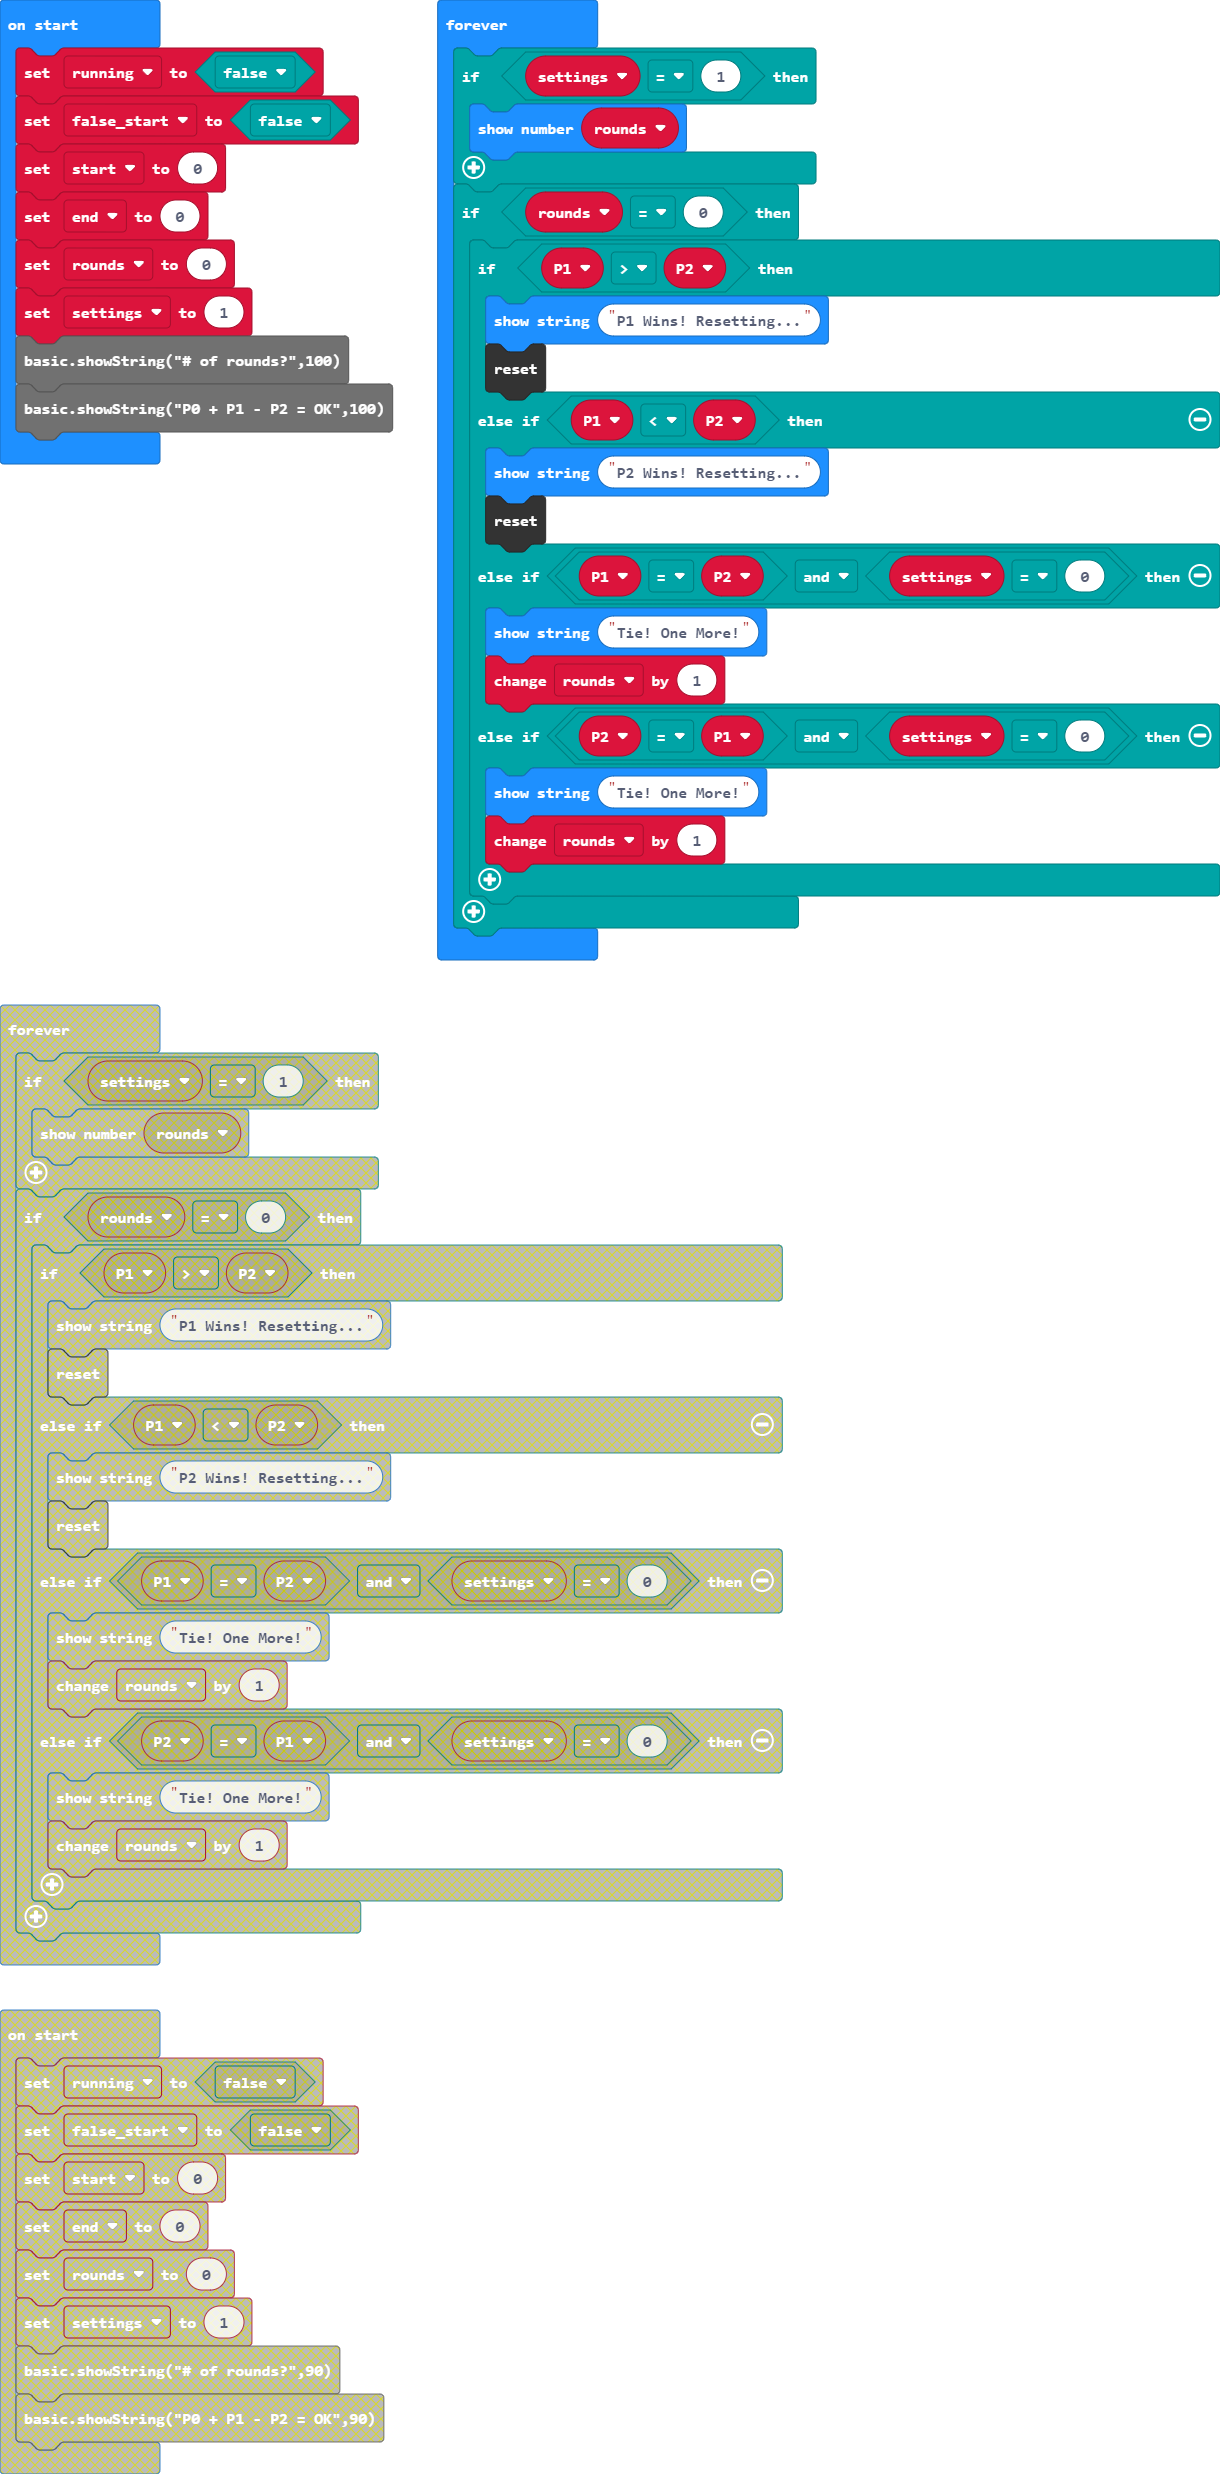 on start
set running to false
set false_start to false
set start to 0
set end to 0
set rounds to 0
set settings to 1
basic.showString("# of rounds?",100)
basic.showString("P0 + P1 - P2 = OK",100)
forever
if settings = 1 then
show number rounds
if rounds = 0 then
if P1 > P2 then
show string "P1 Wins! Resetting..."
reset
else if P1 < P2 then
show string "P2 Wins! Resetting..."
reset
else if P1 = P2 and settings = 0 then
show string "Tie! One More!"
change rounds by 1
else if P2 = P1 and settings = 0 then
show string "Tie! One More!"
change rounds by 1
forever
if settings = 1 then
show number rounds
if rounds = 0 then
if P1 > P2 then
show string "P1 Wins! Resetting..."
reset
else if P1 < P2 then
show string "P2 Wins! Resetting..."
reset
else if P1 = P2 and settings = 0 then
show string "Tie! One More!"
change rounds by 1
else if P2 = P1 and settings = 0 then
show string "Tie! One More!"
change rounds by 1
on start
set running to false
set false_start to false
set start to 0
set end to 0
set rounds to 0
set settings to 1
basic.showString("# of rounds?",90)
basic.showString("P0 + P1 - P2 = OK",90)